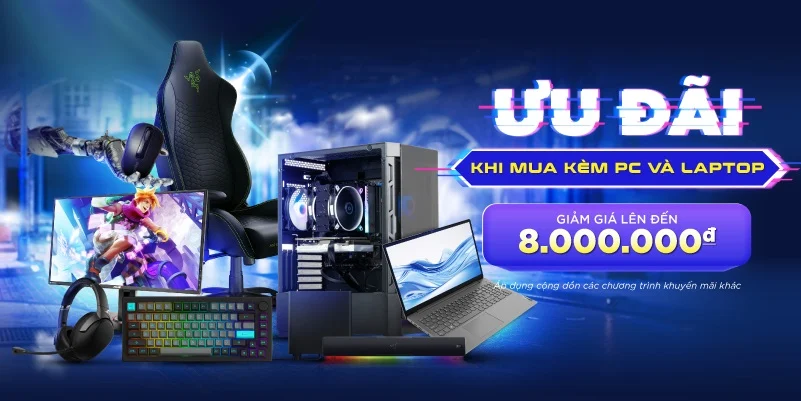 ƯU ĐÃI
KHI MUA KÈM PC VÀ LAPTOP
GIẢM GIÁ LÊN ĐẾN
8.000.000đ
Áp dụng cộng dồn các chương trình khuyến mãi khác